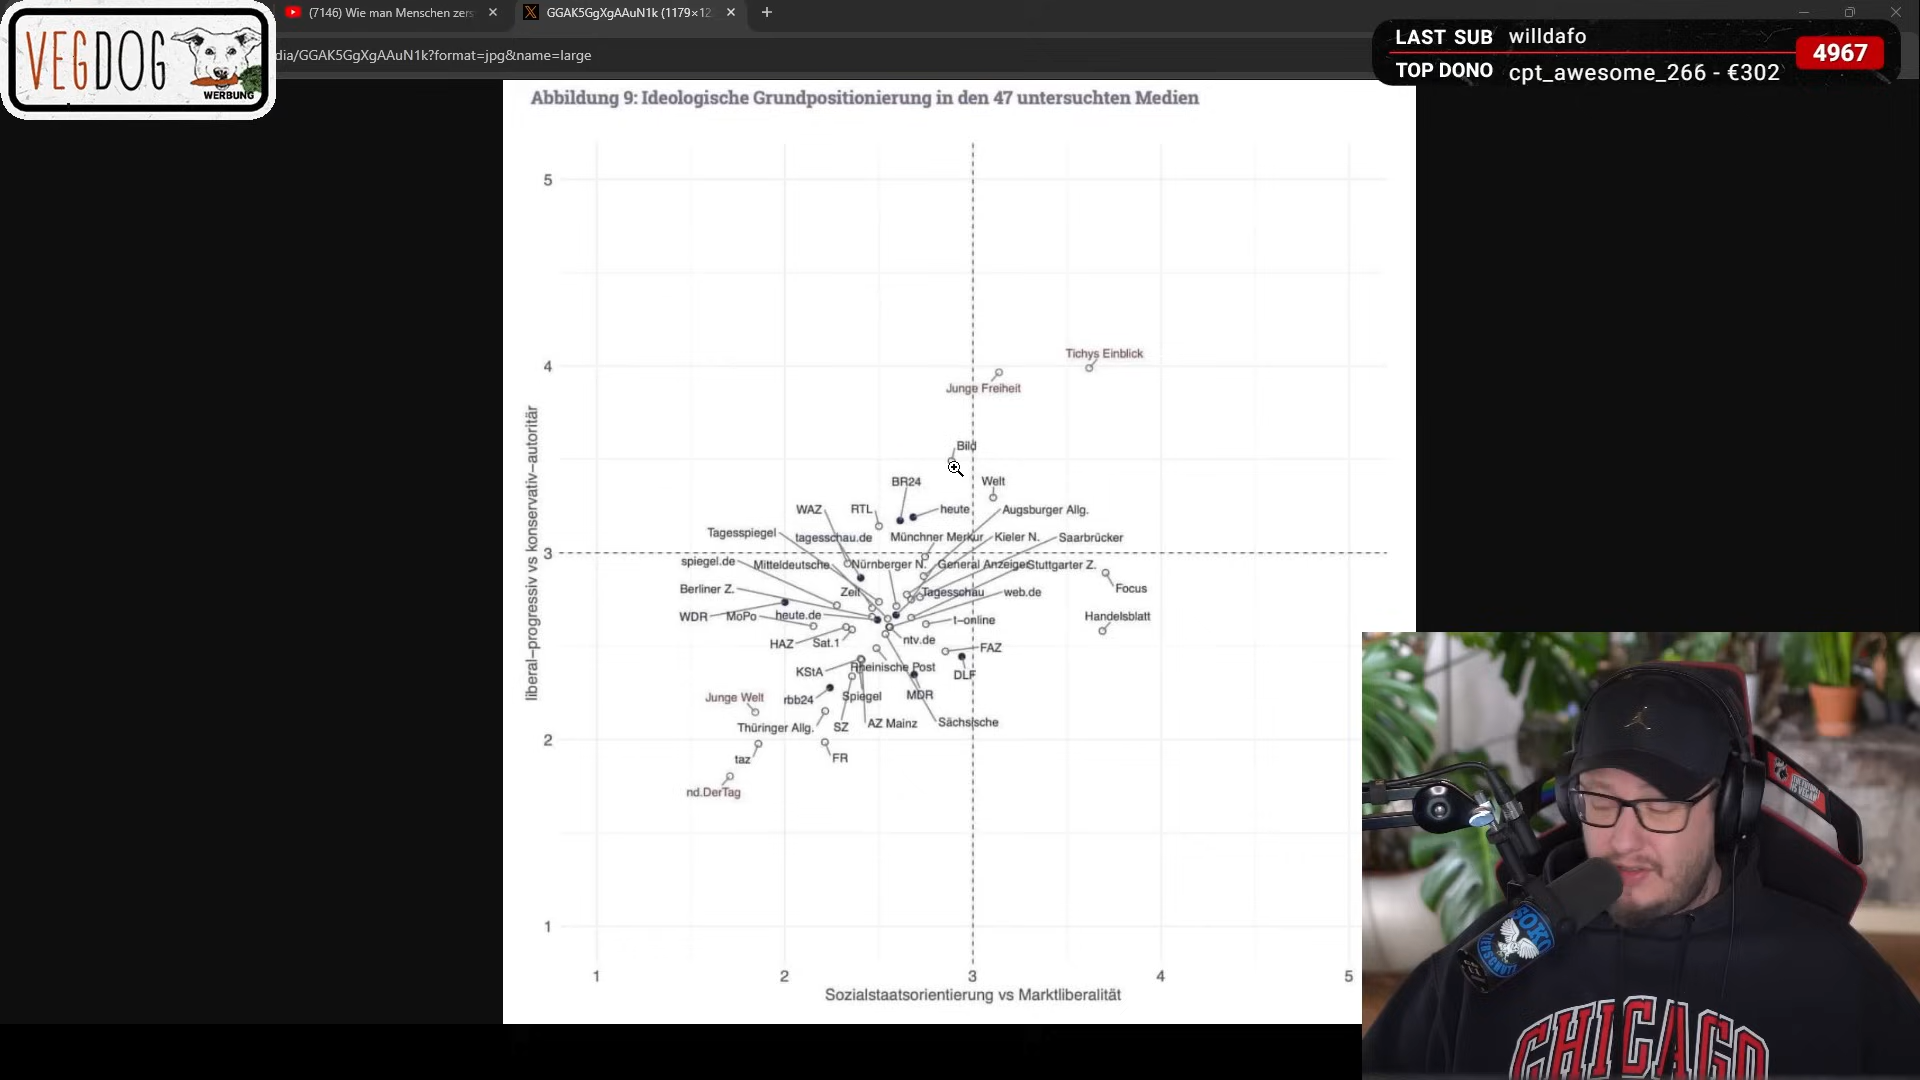 VEGDOG
WERBUNG
(7146) Wie man Menschen zers
GGAK5GgXgAAuN1k (1179×12
dia/GGAK5GgXgAAuN1k?format=jpg&name=large
LAST SUB willdafo
TOP DONO cpt_awesome_266 - €302
4967
Abbildung 9: Ideologische Grundpositionierung in den 47 untersuchten Medien
liberal-progressiv vs konservativ-autoritär
5
4
3
2
1
Tichys Einblick
Junge Freiheit
Bild
BR24
Welt
WAZ
RTL
heute
Augsburger Allg.
Tagesspiegel
tagesschau.de
Münchner Merkur
Kieler N.
Saarbrücker
spiegel.de
Mitteldeutsche
Nürnberger N.
General Anzeiger
Stuttgarter Z.
Berliner Z.
Zeit
Tagesschau
web.de
Focus
WDR
MoPo
heute.de
t-online
Handelsblatt
HAZ
Sat.1
ntv.de
FAZ
KStA
Rheinische Post
DLF
Junge Welt
rbb24
Spiegel
MDR
Thüringer Allg.
SZ
AZ Mainz
Sächsische
taz
FR
nd.DerTag
1 2 3 4 5
Sozialstaatsorientierung vs Marktliberalität
SOKO
TIERSCHUTZ
CHICAGO